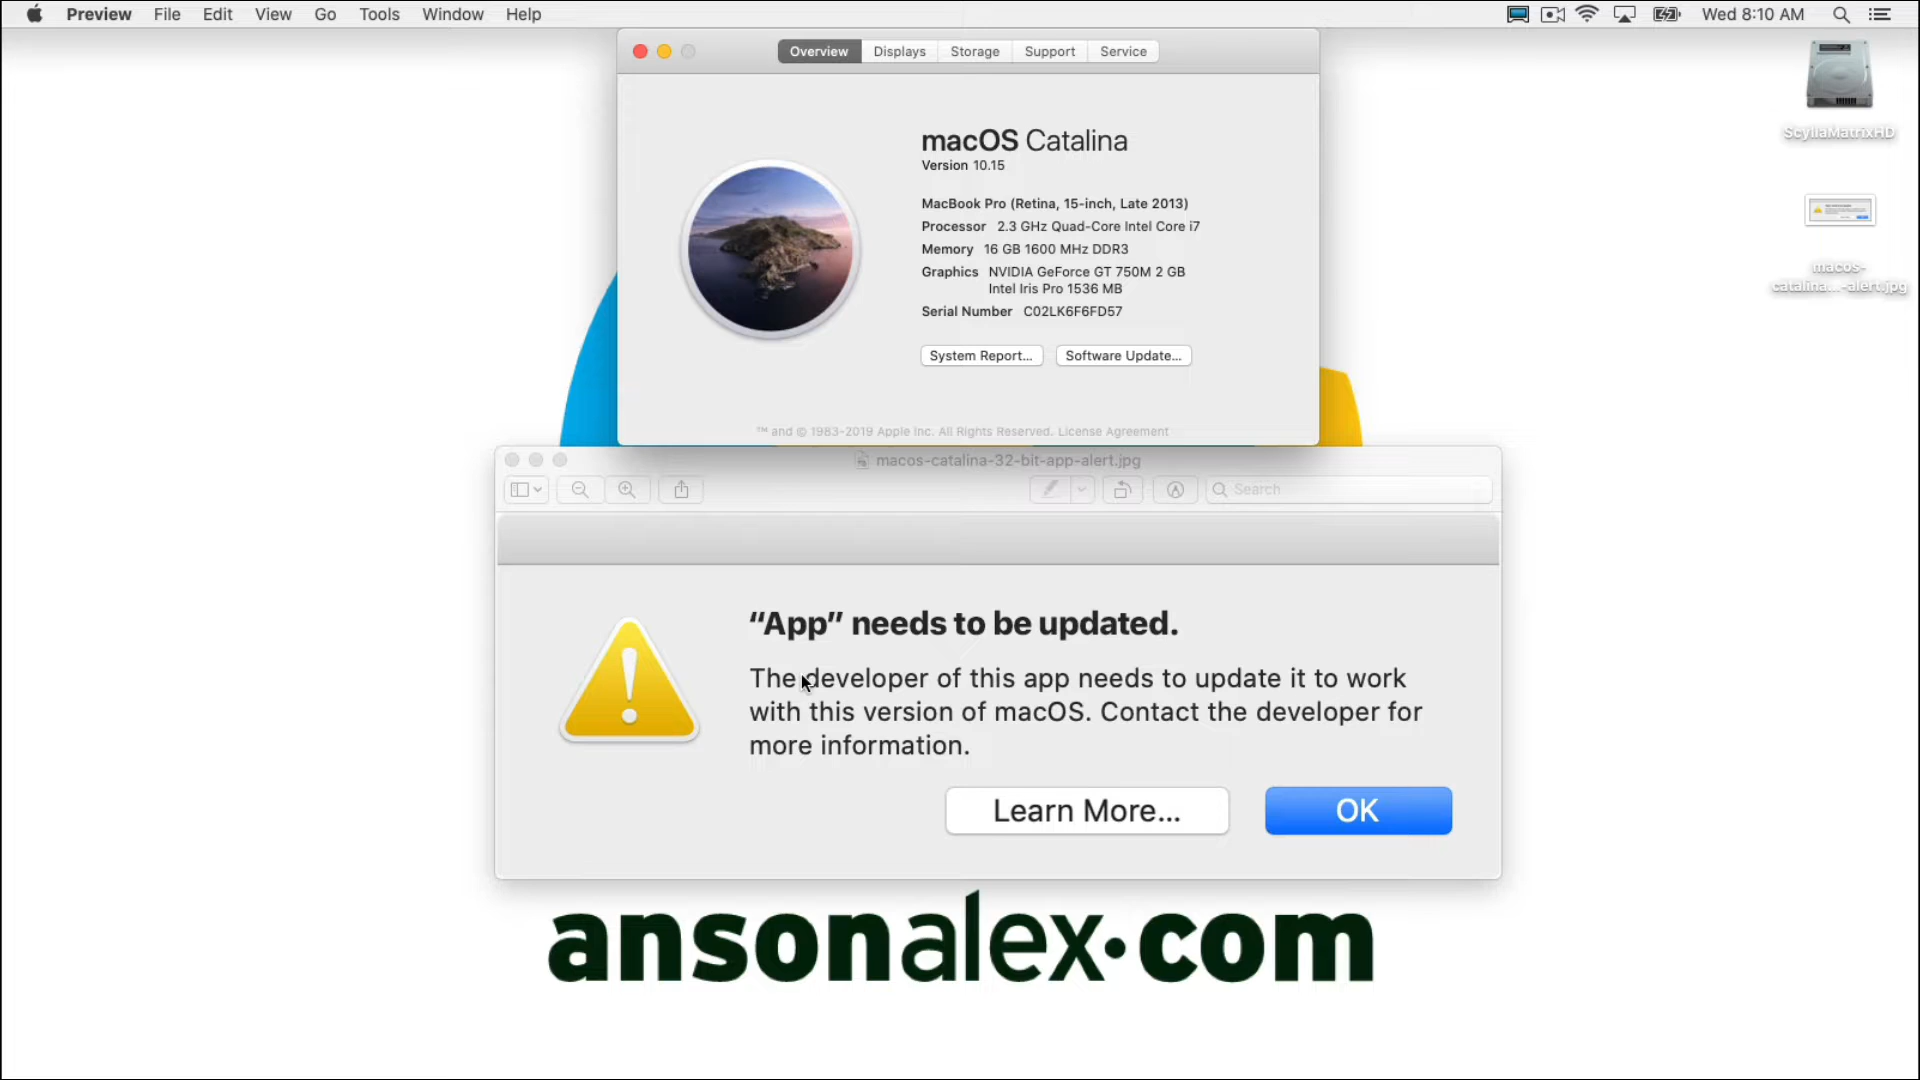 Preview File Edit View Go Tools Window Help Wed 8:10 AM
Overview Displays Storage Support Service
macOS Catalina
Version 10.15
MacBook Pro (Retina, 15-inch, Late 2013)
Processor 2.3 GHz Quad-Core Intel Core i7
Memory 16 GB 1600 MHz DDR3
Graphics NVIDIA GeForce GT 750M 2 GB
Intel Iris Pro 1536 MB
Serial Number C02LK6F6FD57
System Report... Software Update...
™ and © 1983-2019 Apple Inc. All Rights Reserved. License Agreement
ScyllaMatrixHD
macos-
catalina...-alert.jpg
macos-catalina-32-bit-app-alert.jpg
Search
“App” needs to be updated.
The developer of this app needs to update it to work
with this version of macOS. Contact the developer for
more information.
Learn More... OK
ansonalex.com